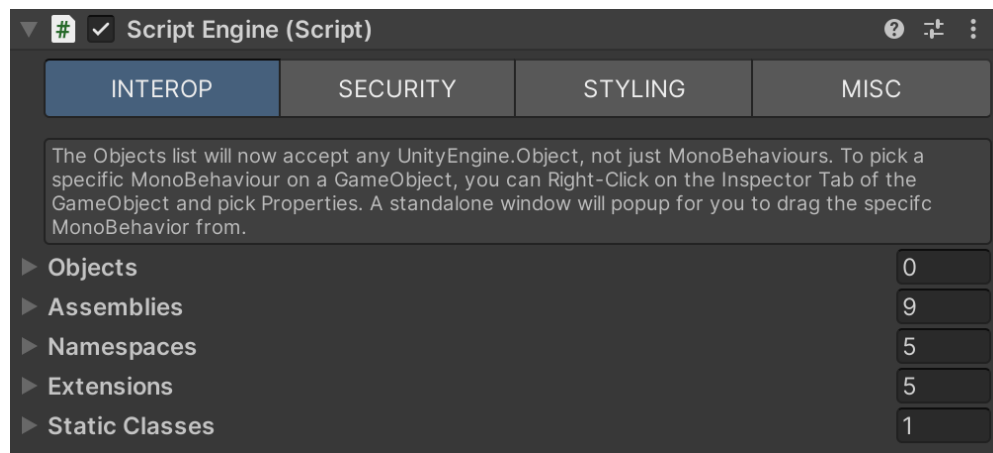 Script Engine (Script)
INTEROP SECURITY STYLING MISC
The Objects list will now accept any UnityEngine.Object, not just MonoBehaviours. To pick a
specific MonoBehaviour on a GameObject, you can Right-Click on the Inspector Tab of the
GameObject and pick Properties. A standalone window will popup for you to drag the specifc
MonoBehavior from.
Objects 0
Assemblies 9
Namespaces 5
Extensions 5
Static Classes 1